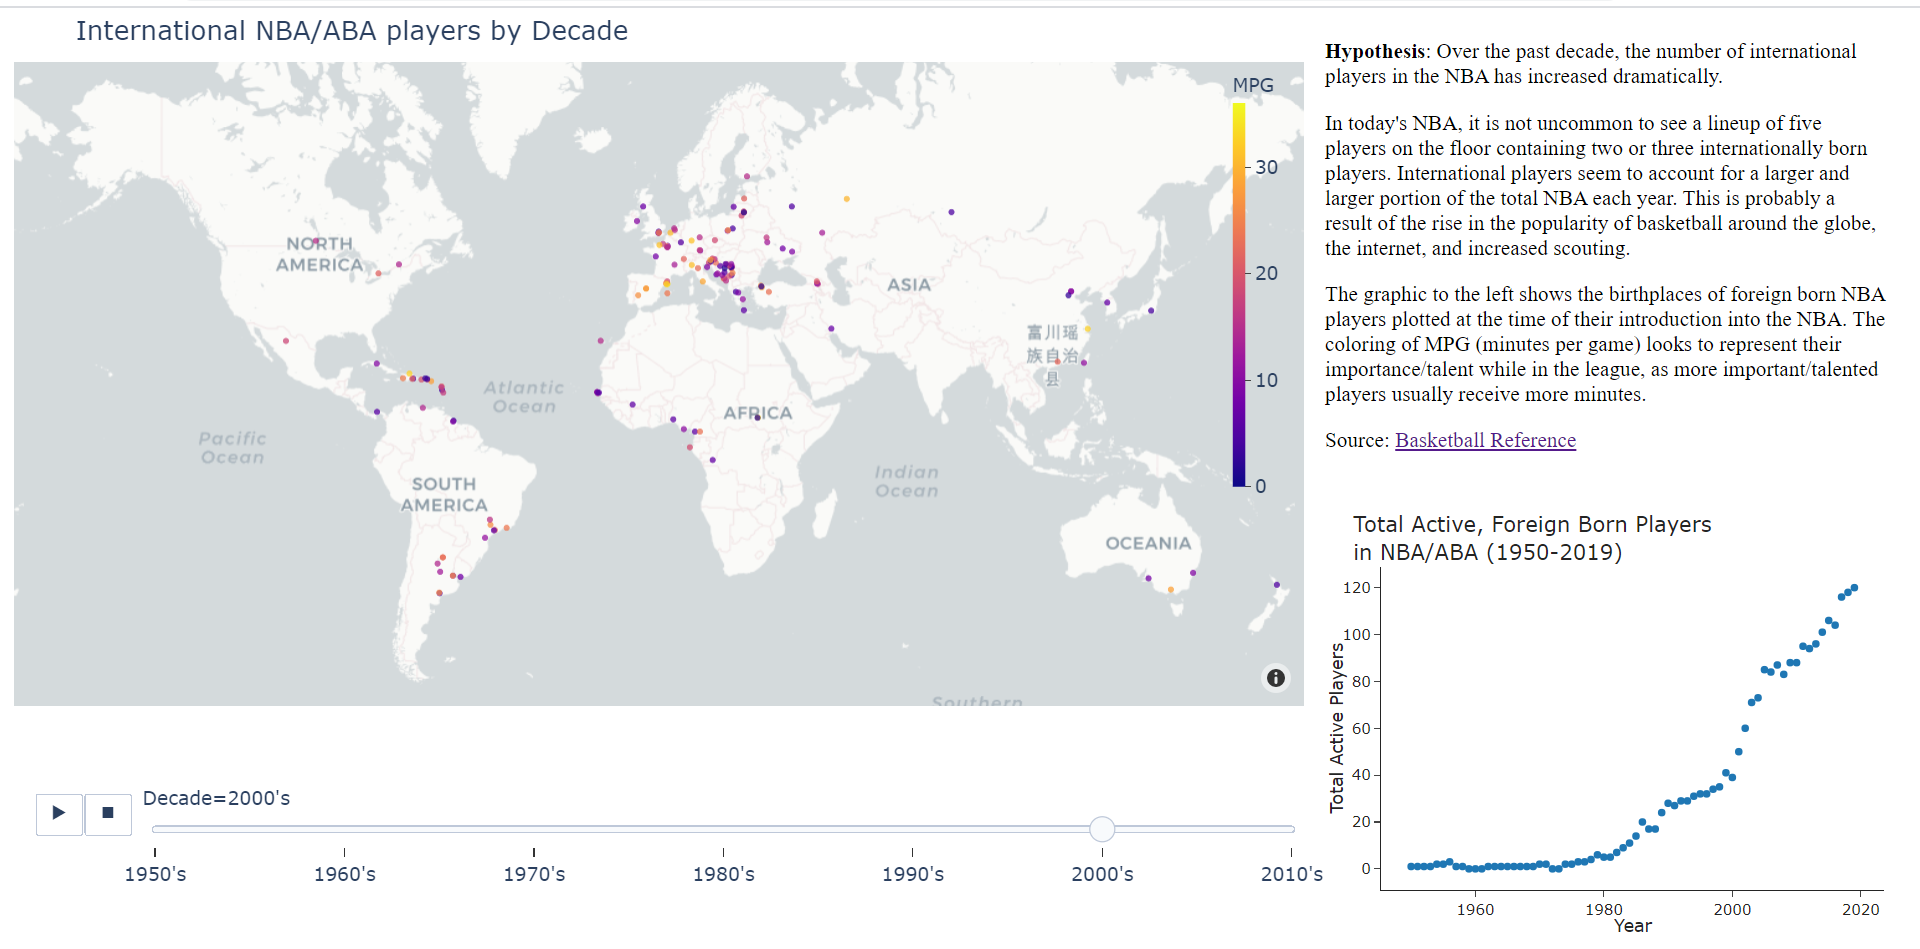 International NBA/ABA players by Decade
MPG
30
20
10
0
NORTH
AMERICA
ASIA
富川瑶
族自治
县
Atlantic
Ocean
AFRICA
Pacific
Ocean
SOUTH
AMERICA
Indian
Ocean
OCEANIA
Southern
Decade=2000's
1950's
1960's
1970's
1980's
1990's
2000's
2010's
Hypothesis: Over the past decade, the number of international
players in the NBA has increased dramatically.
In today's NBA, it is not uncommon to see a lineup of five
players on the floor containing two or three internationally born
players. International players seem to account for a larger and
larger portion of the total NBA each year. This is probably a
result of the rise in the popularity of basketball around the globe,
the internet, and increased scouting.
The graphic to the left shows the birthplaces of foreign born NBA
players plotted at the time of their introduction into the NBA. The
coloring of MPG (minutes per game) looks to represent their
importance/talent while in the league, as more important/talented
players usually receive more minutes.
Source: Basketball Reference
Total Active, Foreign Born Players
in NBA/ABA (1950-2019)
Total Active Players
120
100
80
60
40
20
0
1960
1980
2000
2020
Year